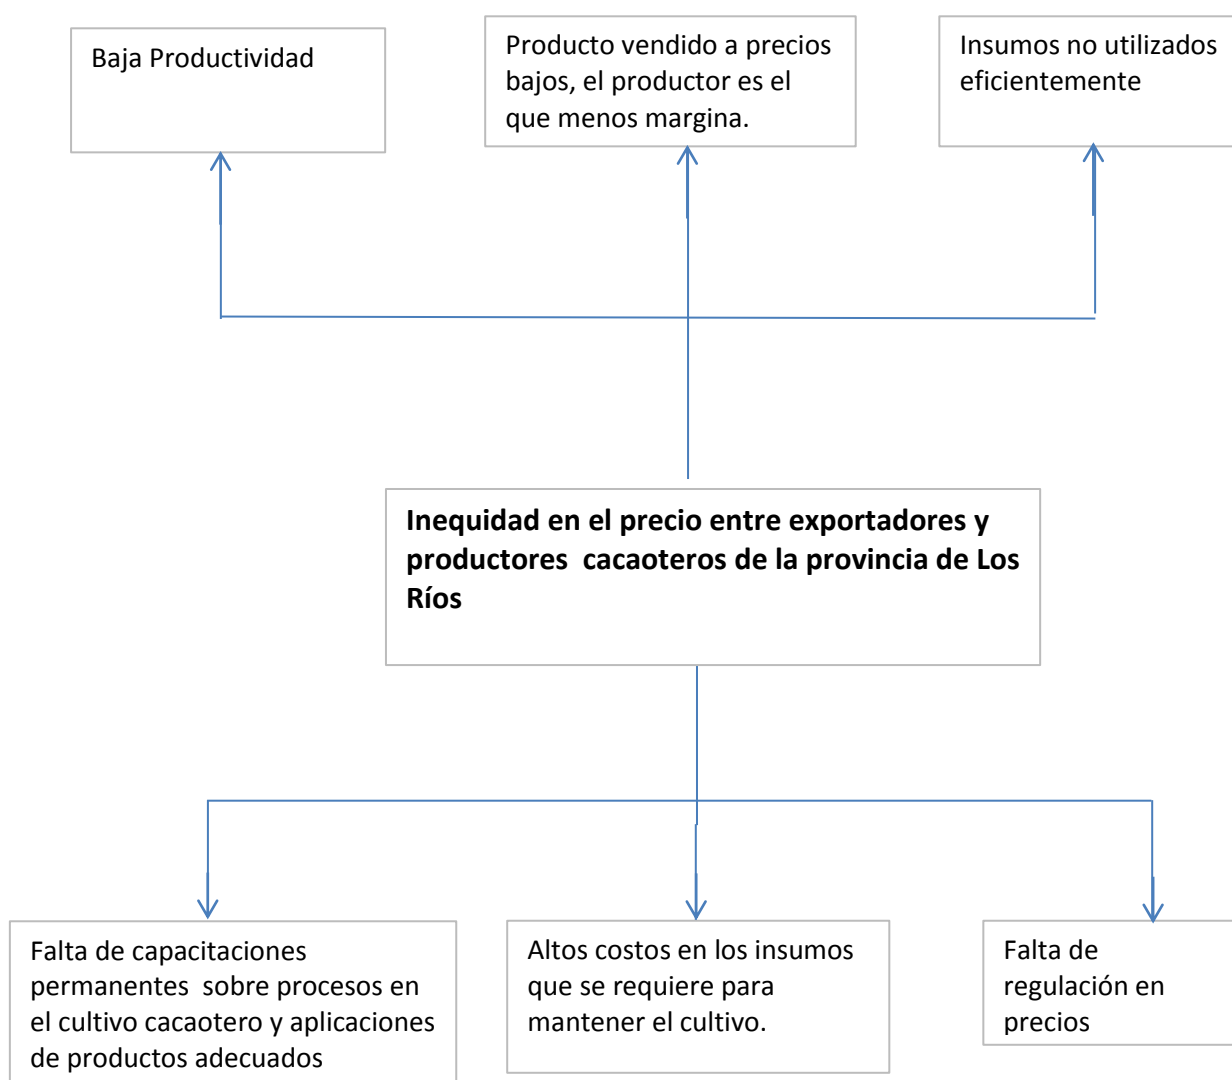 Baja Productividad
Producto vendido a precios
bajos, el productor es el
que menos margina.
Insumos no utilizados
eficientemente
Inequidad en el precio entre exportadores y
productores  cacaoteros de la provincia de Los
Ríos
Falta de capacitaciones
permanentes  sobre procesos en
el cultivo cacaotero y aplicaciones
de productos adecuados
Altos costos en los insumos
que se requiere para
mantener el cultivo.
Falta de
regulación en
precios